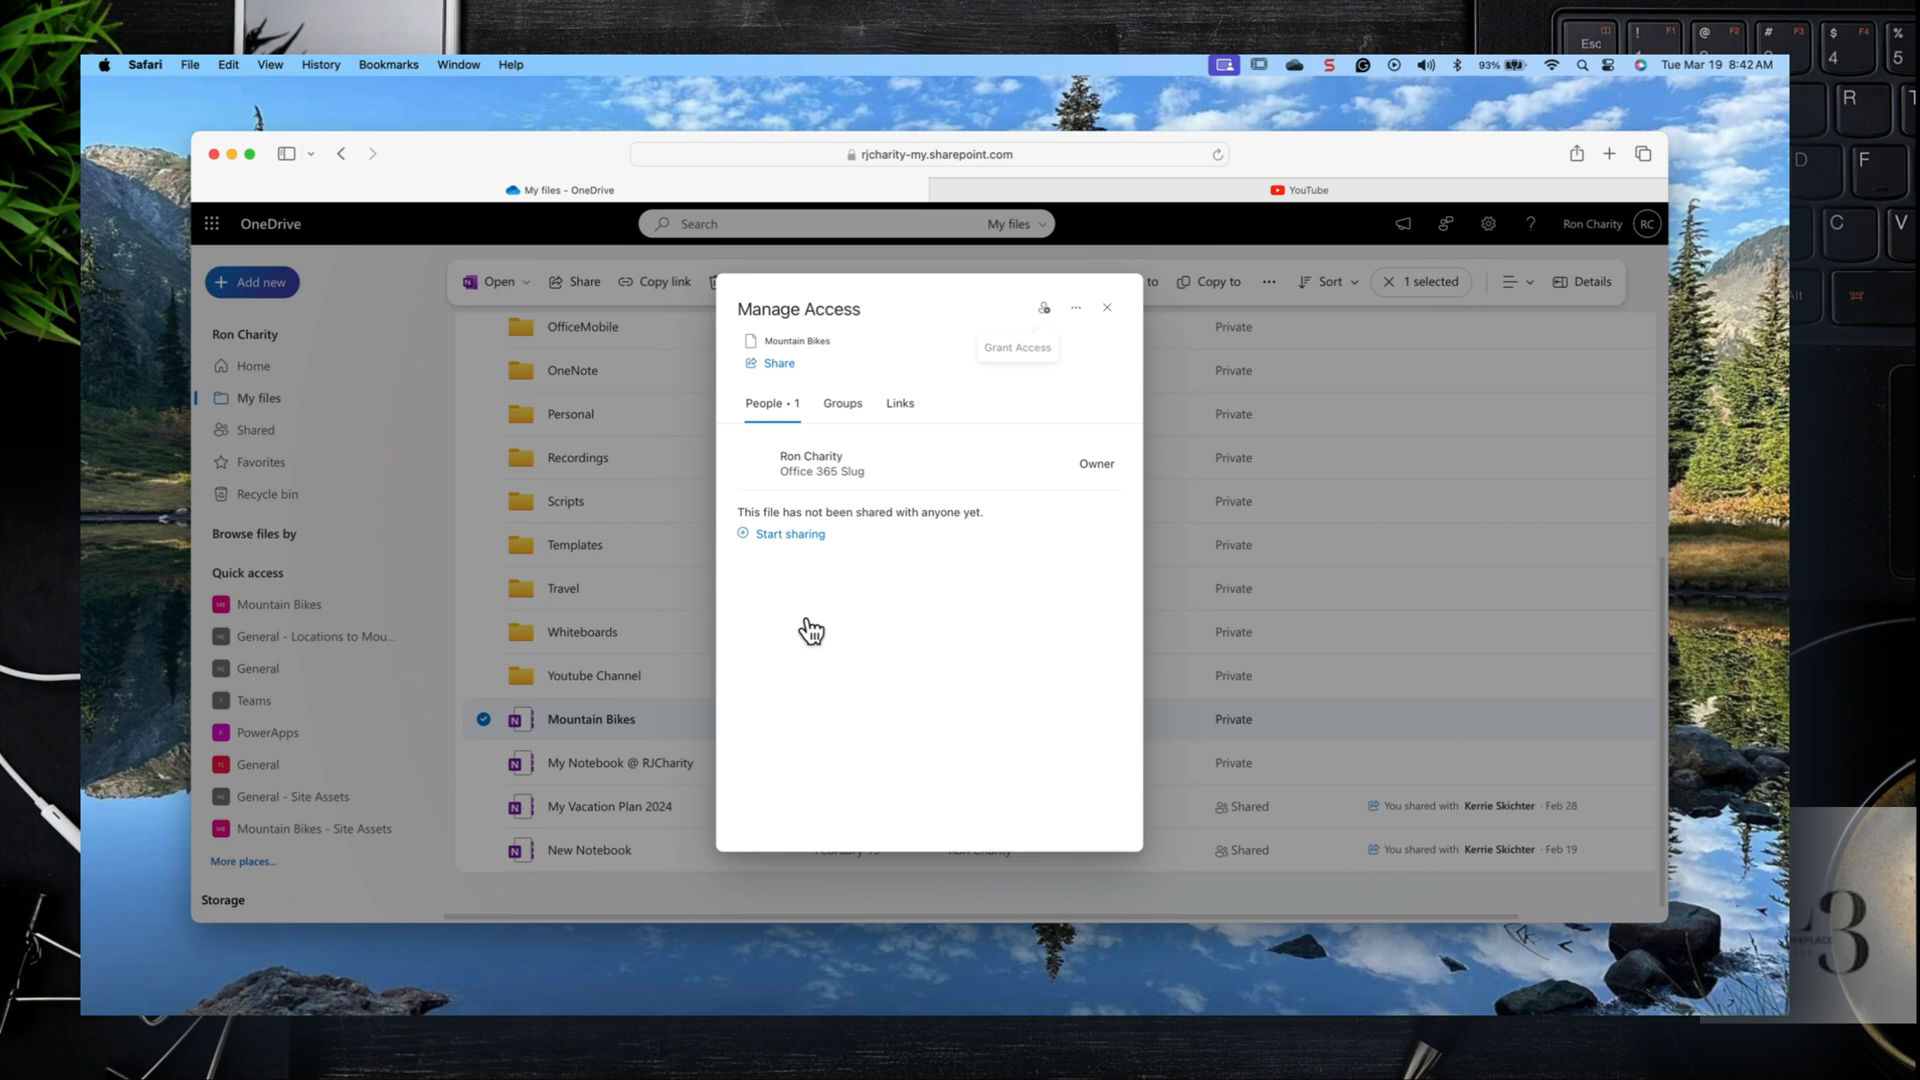 Safari File Edit View History Bookmarks Window Help
93% Tue Mar 19 8:42 AM
rjcharity-my.sharepoint.com
My files - OneDrive
YouTube
OneDrive
Search
My files
Ron Charity
RC
Add new
Open
Share
Copy link
to
Copy to
Sort
1 selected
Details
Ron Charity
Home
My files
Shared
Favorites
Recycle bin
Browse files by
Quick access
Mountain Bikes
General - Locations to Mou...
General
Teams
PowerApps
General
General - Site Assets
Mountain Bikes - Site Assets
More places...
Storage
OfficeMobile Private
OneNote Private
Personal Private
Recordings Private
Scripts Private
Templates Private
Travel Private
Whiteboards Private
Youtube Channel Private
Mountain Bikes Private
My Notebook @ RJCharity Private
My Vacation Plan 2024 Shared You shared with Kerrie Skichter · Feb 28
New Notebook Shared You shared with Kerrie Skichter · Feb 19
Manage Access
Mountain Bikes
Grant Access
Share
People • 1 Groups Links
Ron Charity
Office 365 Slug
Owner
This file has not been shared with anyone yet.
Start sharing
Esc
! F1
@ F2
# F3
$ F4
%
4
5
R
D
F
C
V
3